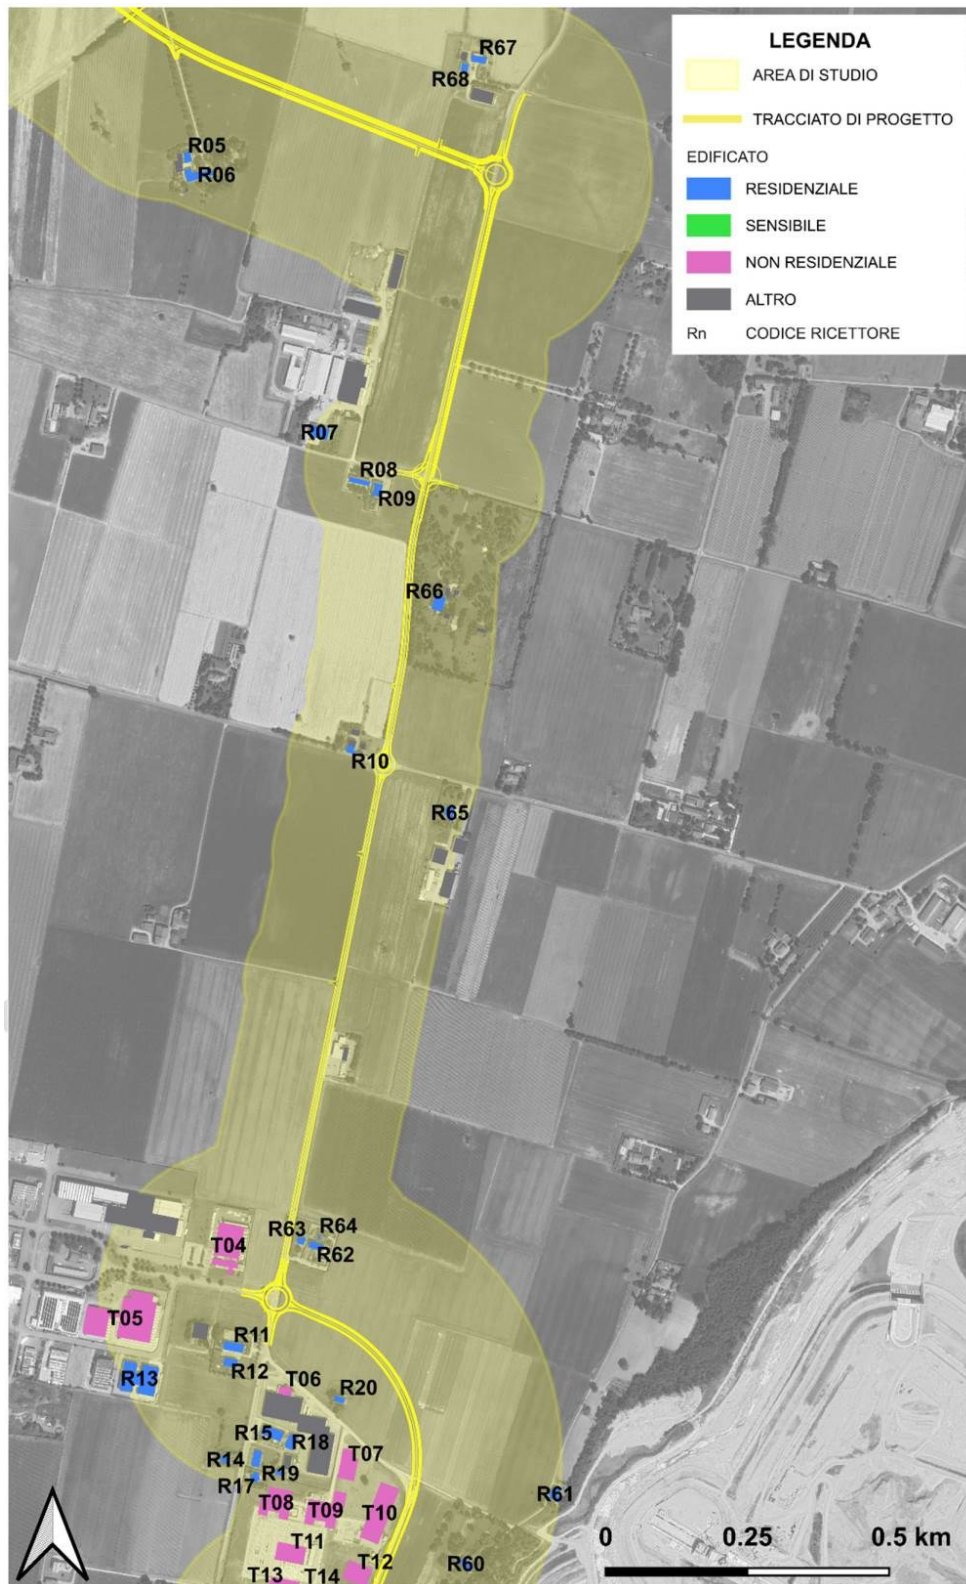 R67
R68
R05
R06
R07
R08
R09
R66
R10
R65
R63
R64
R62
T04
T05
R11
R12
R13
T06
R20
R15
R18
R14
R19
R17
T07
T08
T09
T10
R61
T11
T12
R60
T13
T14
LEGENDA
AREA DI STUDIO
TRACCIATO DI PROGETTO
EDIFICATO
RESIDENZIALE
SENSIBILE
NON RESIDENZIALE
ALTRO
Rn CODICE RICETTORE
0 0.25 0.5 km